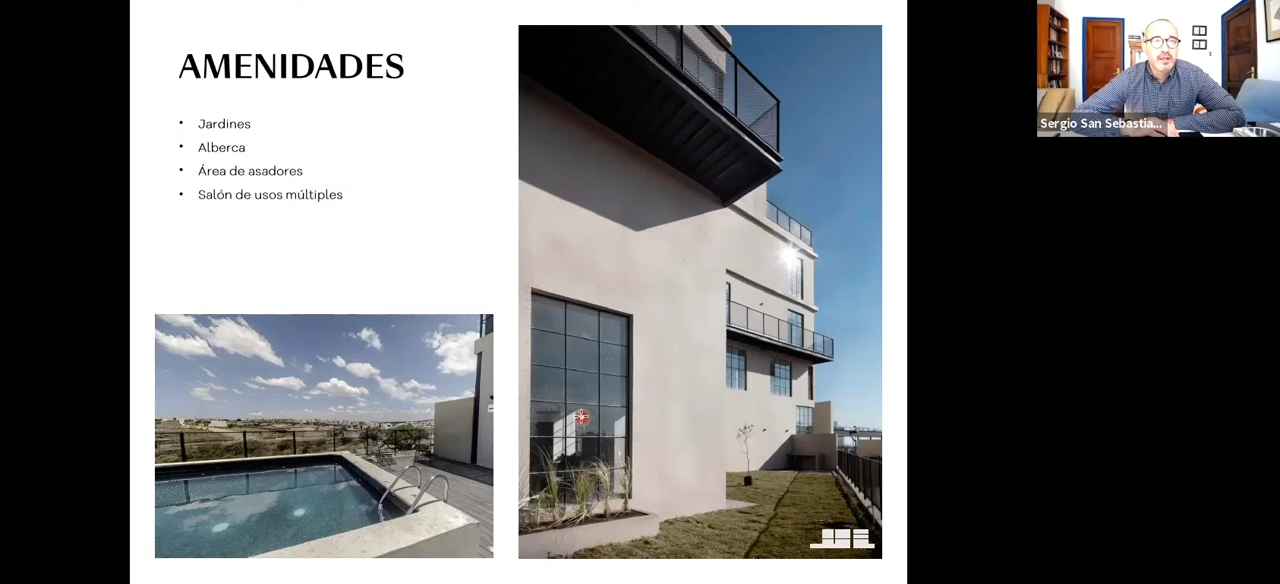 AMENIDADES
• Jardines
• Alberca
• Área de asadores
• Salón de usos múltiples
Sergio San Sebastia...